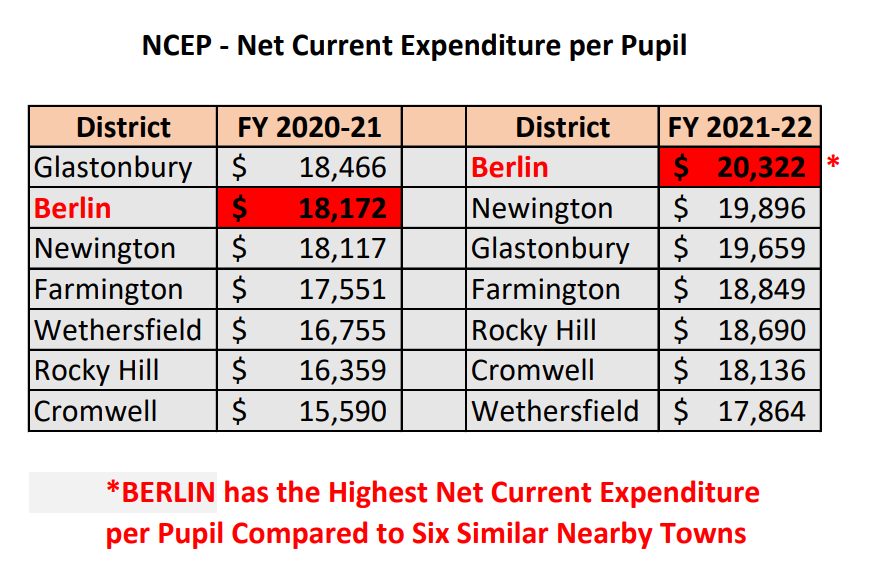 NCEP - Net Current Expenditure per Pupil
District FY 2020-21 District FY 2021-22
Glastonbury $ 18,466 Berlin $ 20,322 *
Berlin $ 18,172 Newington $ 19,896
Newington $ 18,117 Glastonbury $ 19,659
Farmington $ 17,551 Farmington $ 18,849
Wethersfield $ 16,755 Rocky Hill $ 18,690
Rocky Hill $ 16,359 Cromwell $ 18,136
Cromwell $ 15,590 Wethersfield $ 17,864
*BERLIN has the Highest Net Current Expenditure
per Pupil Compared to Six Similar Nearby Towns